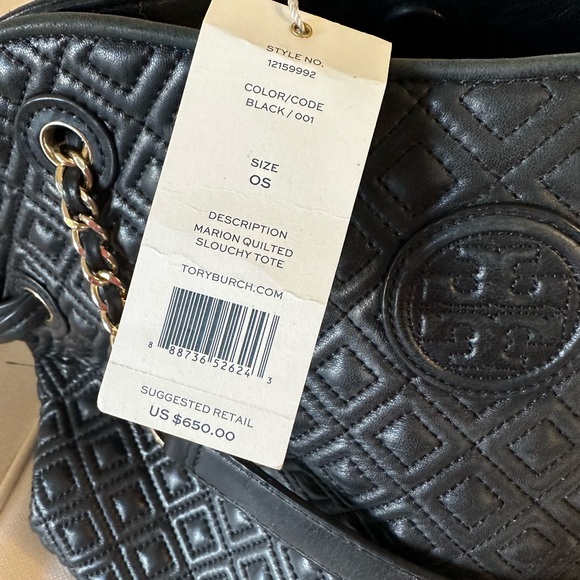 STYLE NO.
12159992
COLOR/CODE
BLACK / 001
SIZE
OS
DESCRIPTION
MARION QUILTED
SLOUCHY TOTE
TORYBURCH.COM
8 88736 52624 3
SUGGESTED RETAIL
US $650.00